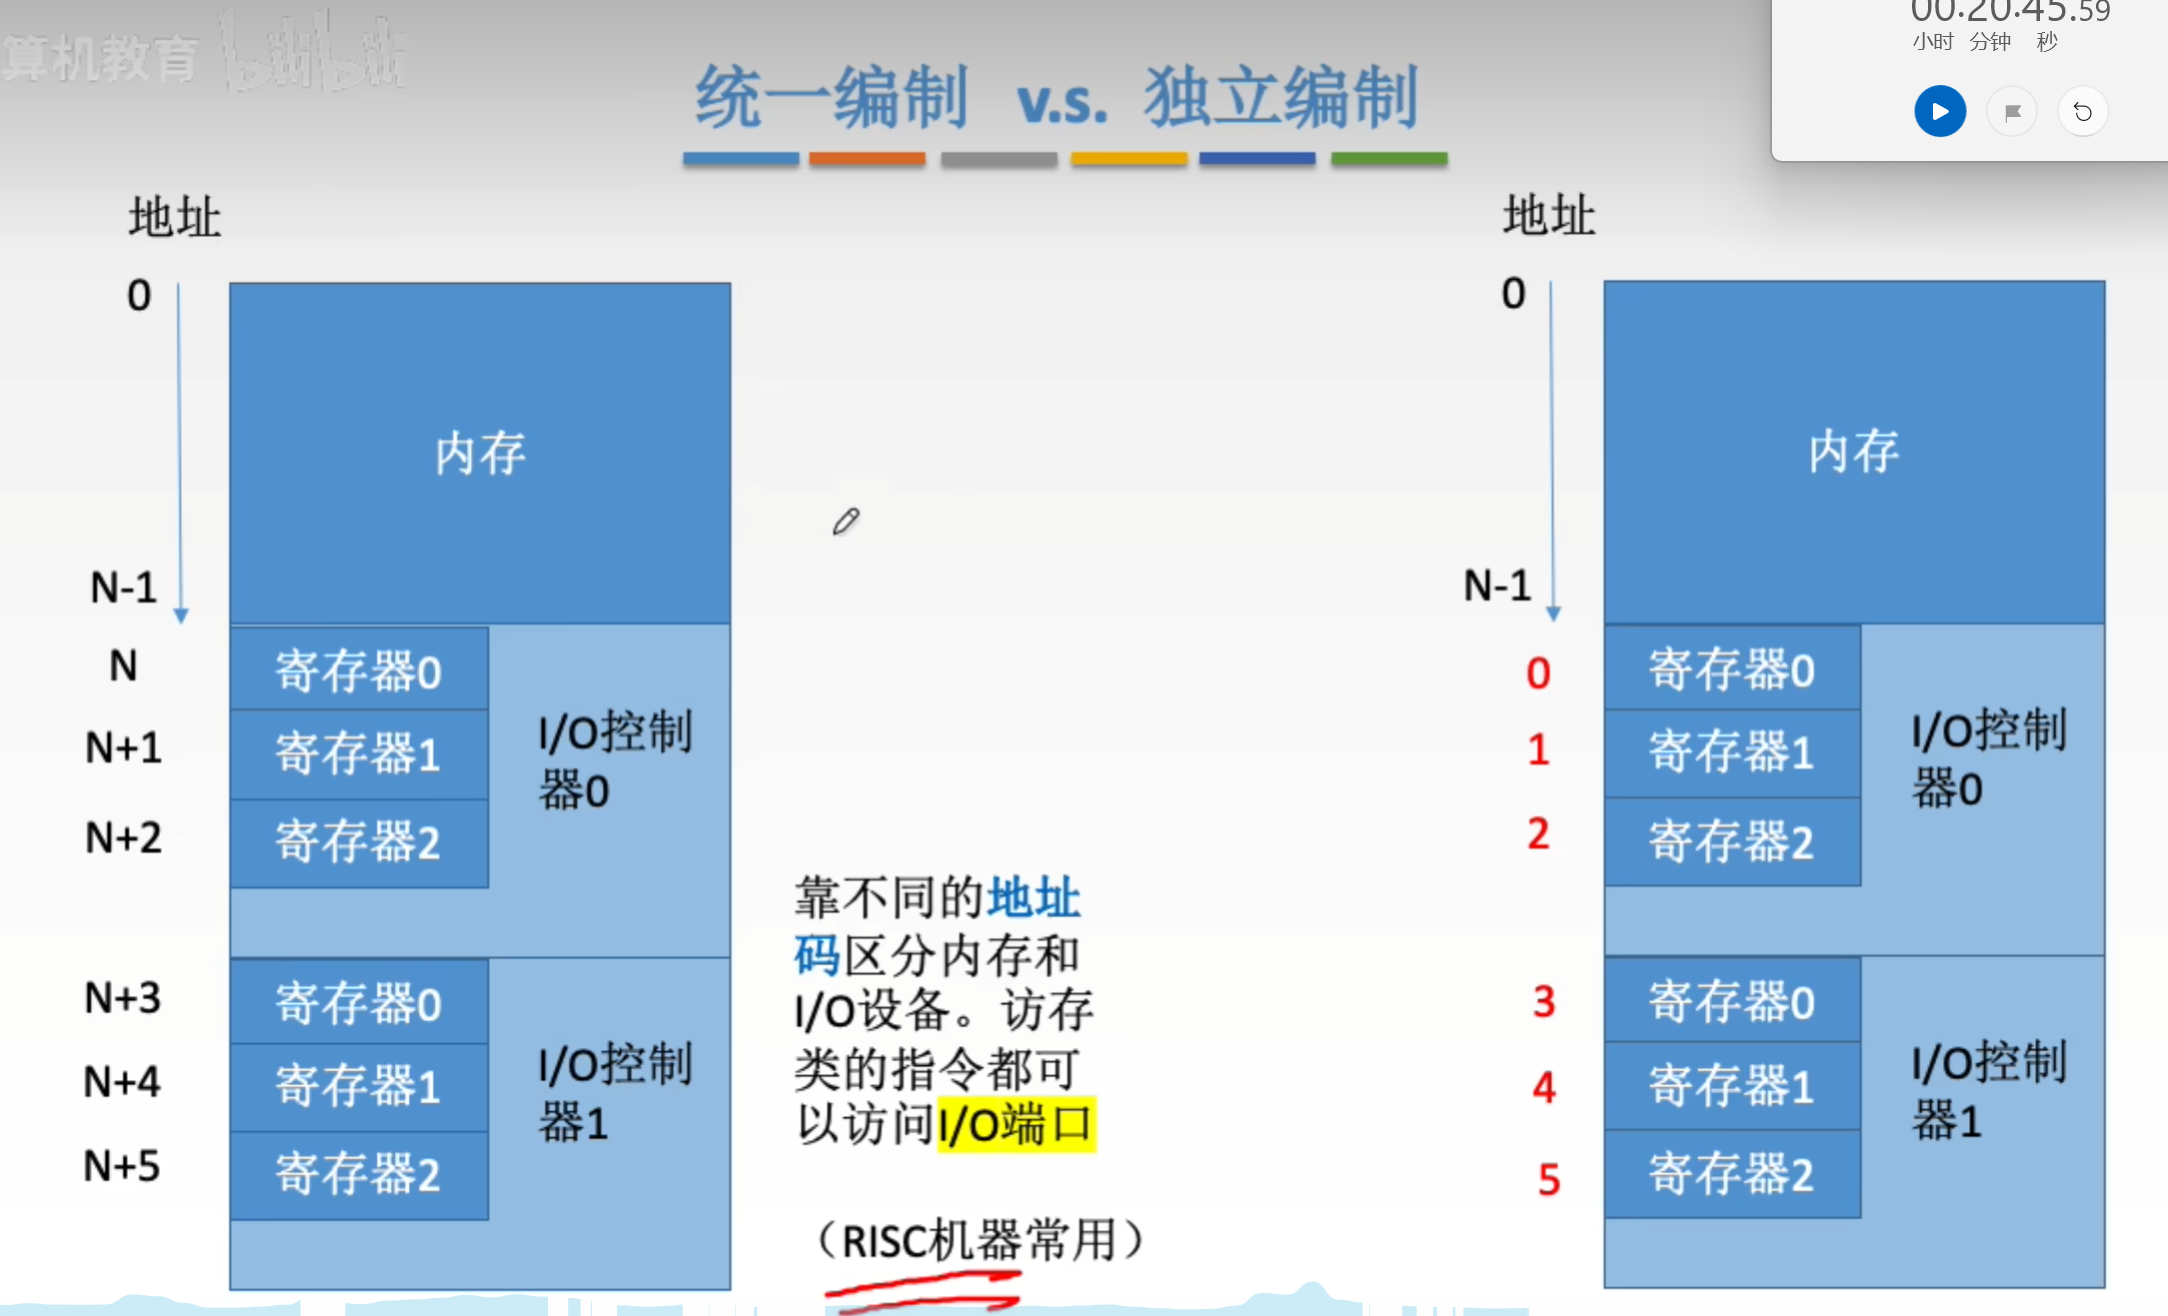 算机教育 bilibili
00:20:45.59
小时 分钟 秒
统一编制 v.s. 独立编制
地址
0
内存
N-1
N
寄存器0
N+1
寄存器1
N+2
寄存器2
I/O控制
器0
N+3
寄存器0
N+4
寄存器1
N+5
寄存器2
I/O控制
器1
靠不同的地址
码区分内存和
I/O设备。访存
类的指令都可
以访问I/O端口
（RISC机器常用）
地址
0
内存
N-1
0
寄存器0
1
寄存器1
2
寄存器2
I/O控制
器0
3
寄存器0
4
寄存器1
5
寄存器2
I/O控制
器1